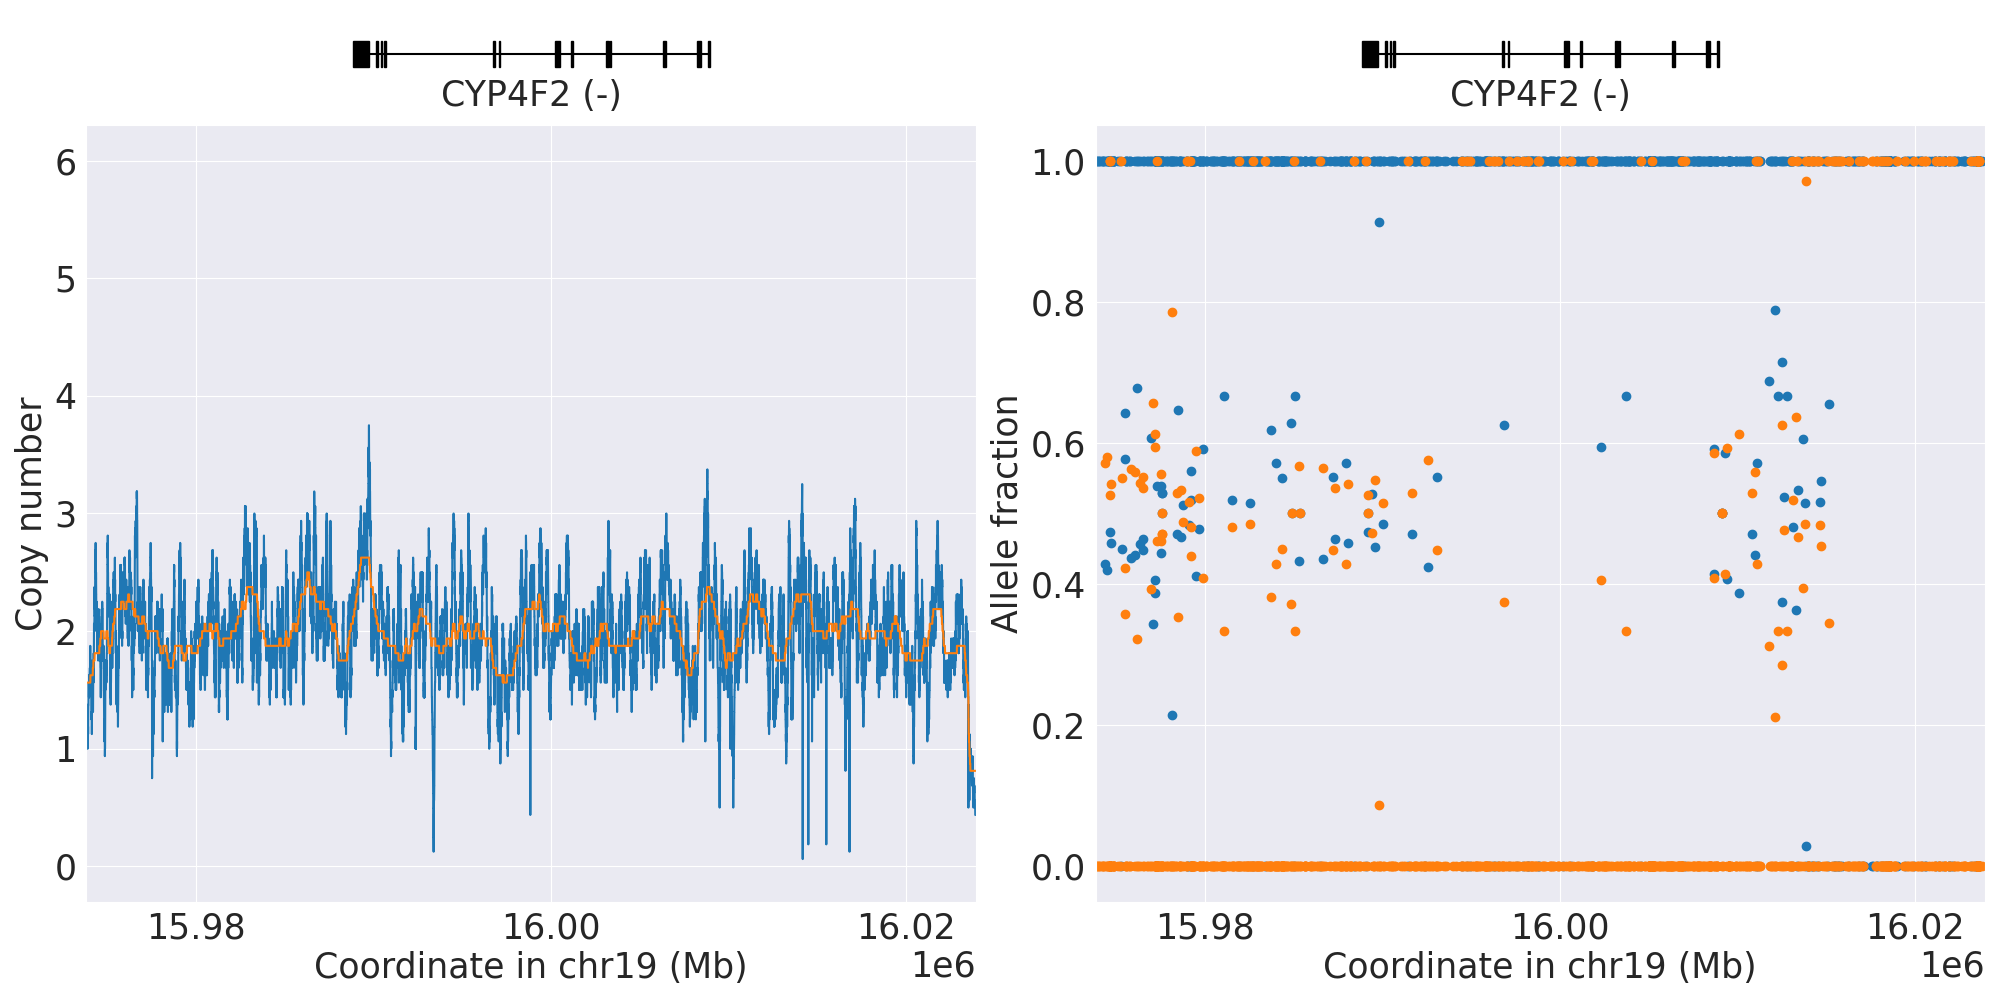 CYP4F2 (-)
6
5
4
3
2
1
0
Copy number
15.98
16.00
16.02
Coordinate in chr19 (Mb)
1e6
CYP4F2 (-)
1.0
0.8
0.6
0.4
0.2
0.0
Allele fraction
15.98
16.00
16.02
Coordinate in chr19 (Mb)
1e6